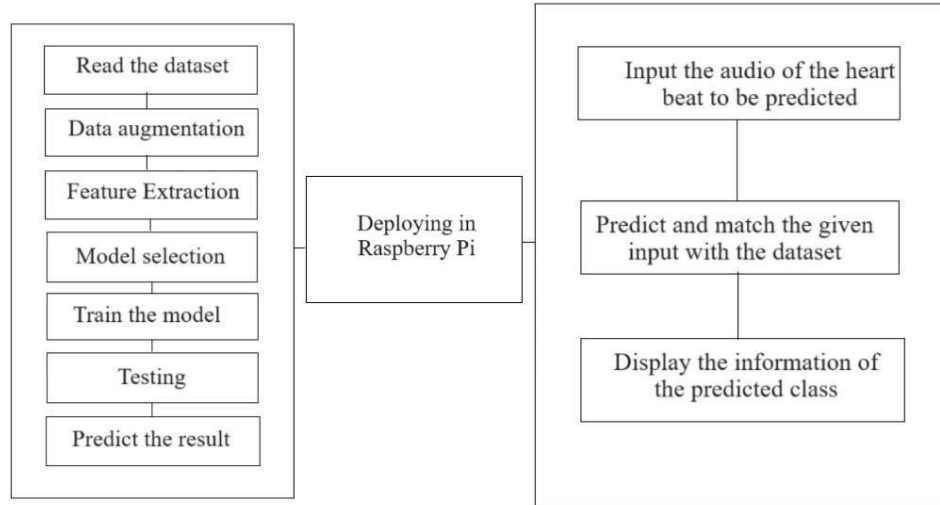 Read the dataset
Data augmentation
Feature Extraction
Model selection
Train the model
Testing
Predict the result
Deploying in
Raspberry Pi
Input the audio of the heart
beat to be predicted
Predict and match the given
input with the dataset
Display the information of
the predicted class